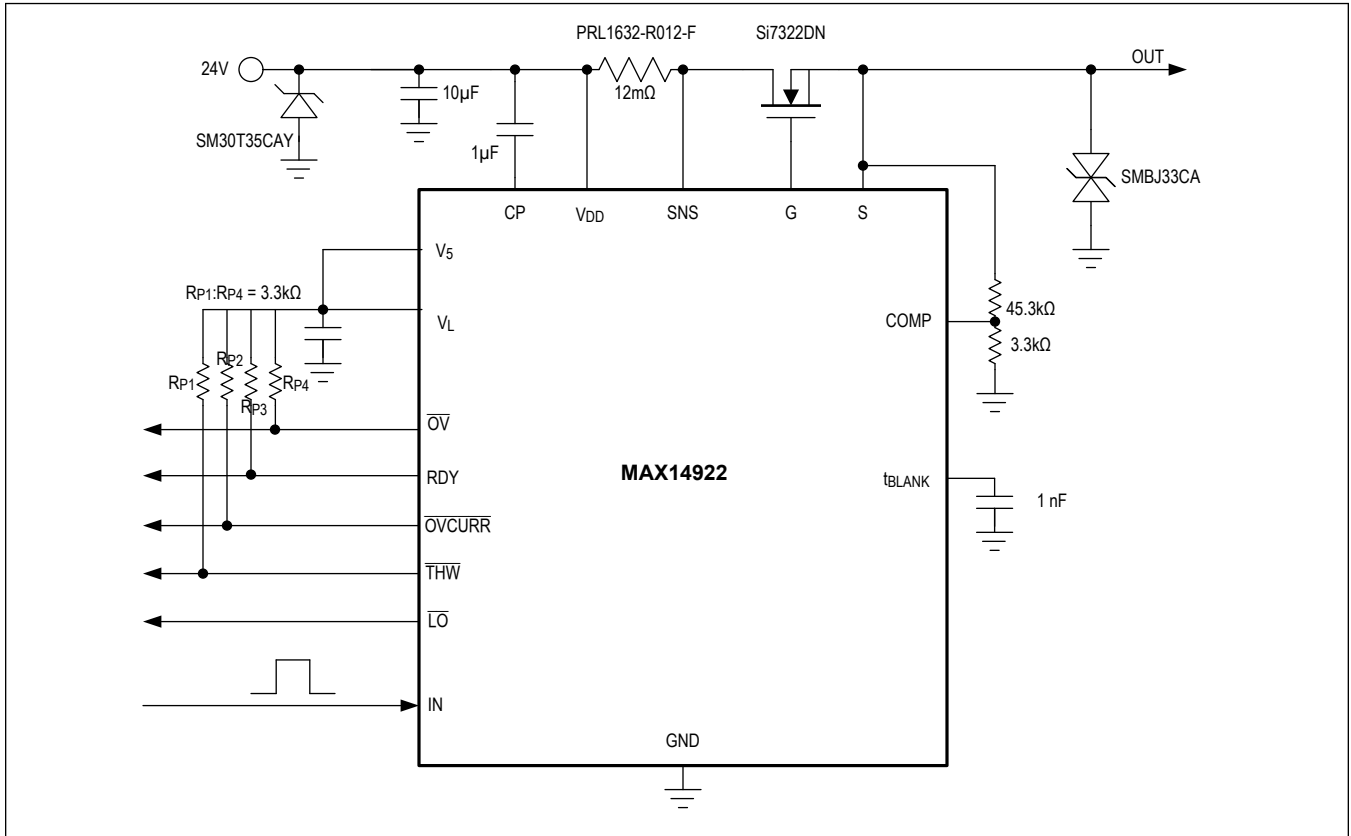 PRL1632-R012-F
Si7322DN
24V
OUT
10µF
12mΩ
SM30T35CAY
1µF
SMBJ33CA
CP
VDD
SNS
G
S
V5
RP1:RP4 = 3.3kΩ
VL
COMP
45.3kΩ
3.3kΩ
RP1
RP2
RP3
RP4
OV
RDY
MAX14922
tBLANK
1 nF
OVCURR
THW
LO
IN
GND